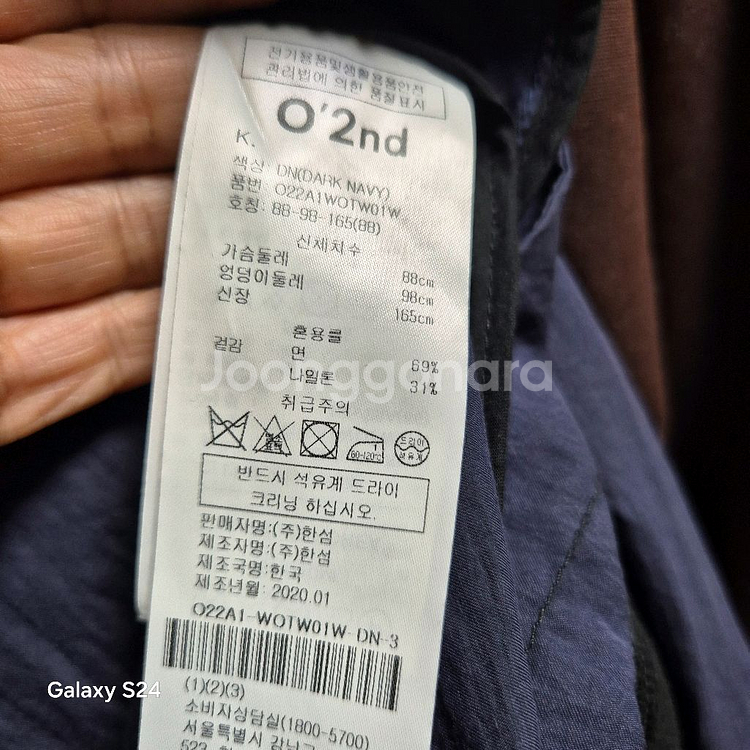 전기용품및생활용품안전
관리법에 의한 품질표시
O'2nd
K.
색상: DN(DARK NAVY)
품번: O22A1WOTW01W
호칭: 88-98-165(88)
신체치수
가슴둘레 88cm
엉덩이둘레 98cm
신장 165cm
혼용률
겉감 면 69%
나일론 31%
Joonggonara
취급주의
60-120℃
드라이
석유계
반드시 석유계 드라이
크리닝 하십시오.
판매자명:(주)한섬
제조자명:(주)한섬
제조국명:한국
제조년월: 2020.01
O22A1-WOTW01W-DN-3
Galaxy S24
(1)(2)(3)
소비자상담실(1800-5700)
서울특별시 강남구